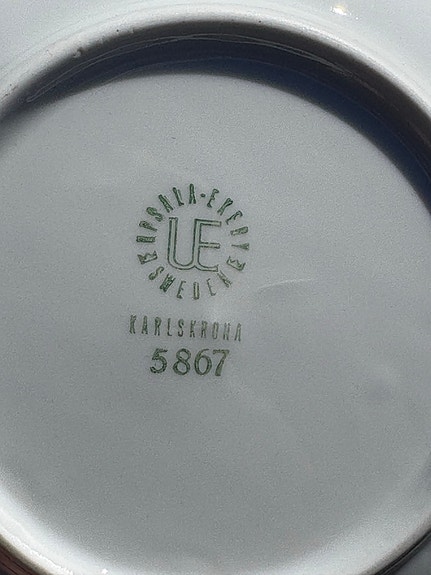 UPSALA-EKEBY
UE
SWEDEN
KARLSKRONA
5867